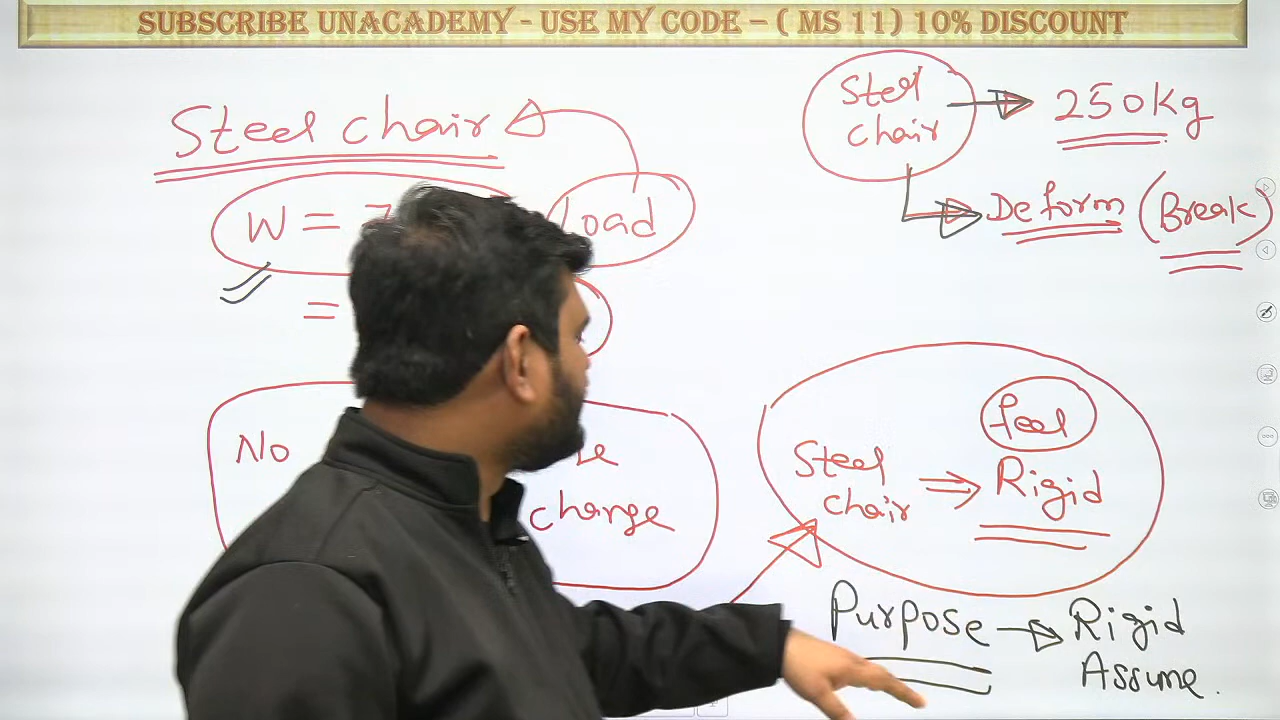 SUBSCRIBE UNACADEMY - USE MY CODE – ( MS 11 ) 10% DISCOUNT
Steel chair
W =
Load
=
No
change
Steel chair
250kg
Deform (Break)
feel
Steel chair ⇒ Rigid
Purpose → Rigid
Assume.